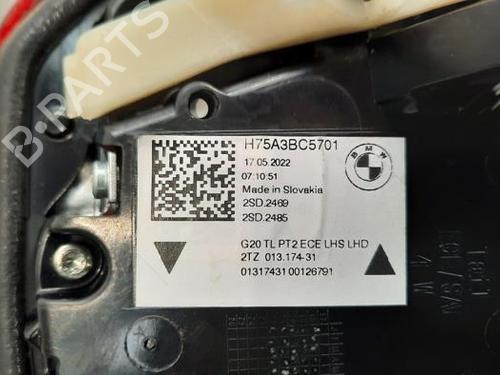 H75A3BC5701
17.05.2022
07:10:51
Made in Slovakia
2SD.2469
2SD.2485
G20 TL PT2 ECE LHS LHD
2TZ 013.174-31
01317431 00126791
BMW
B-PARTS